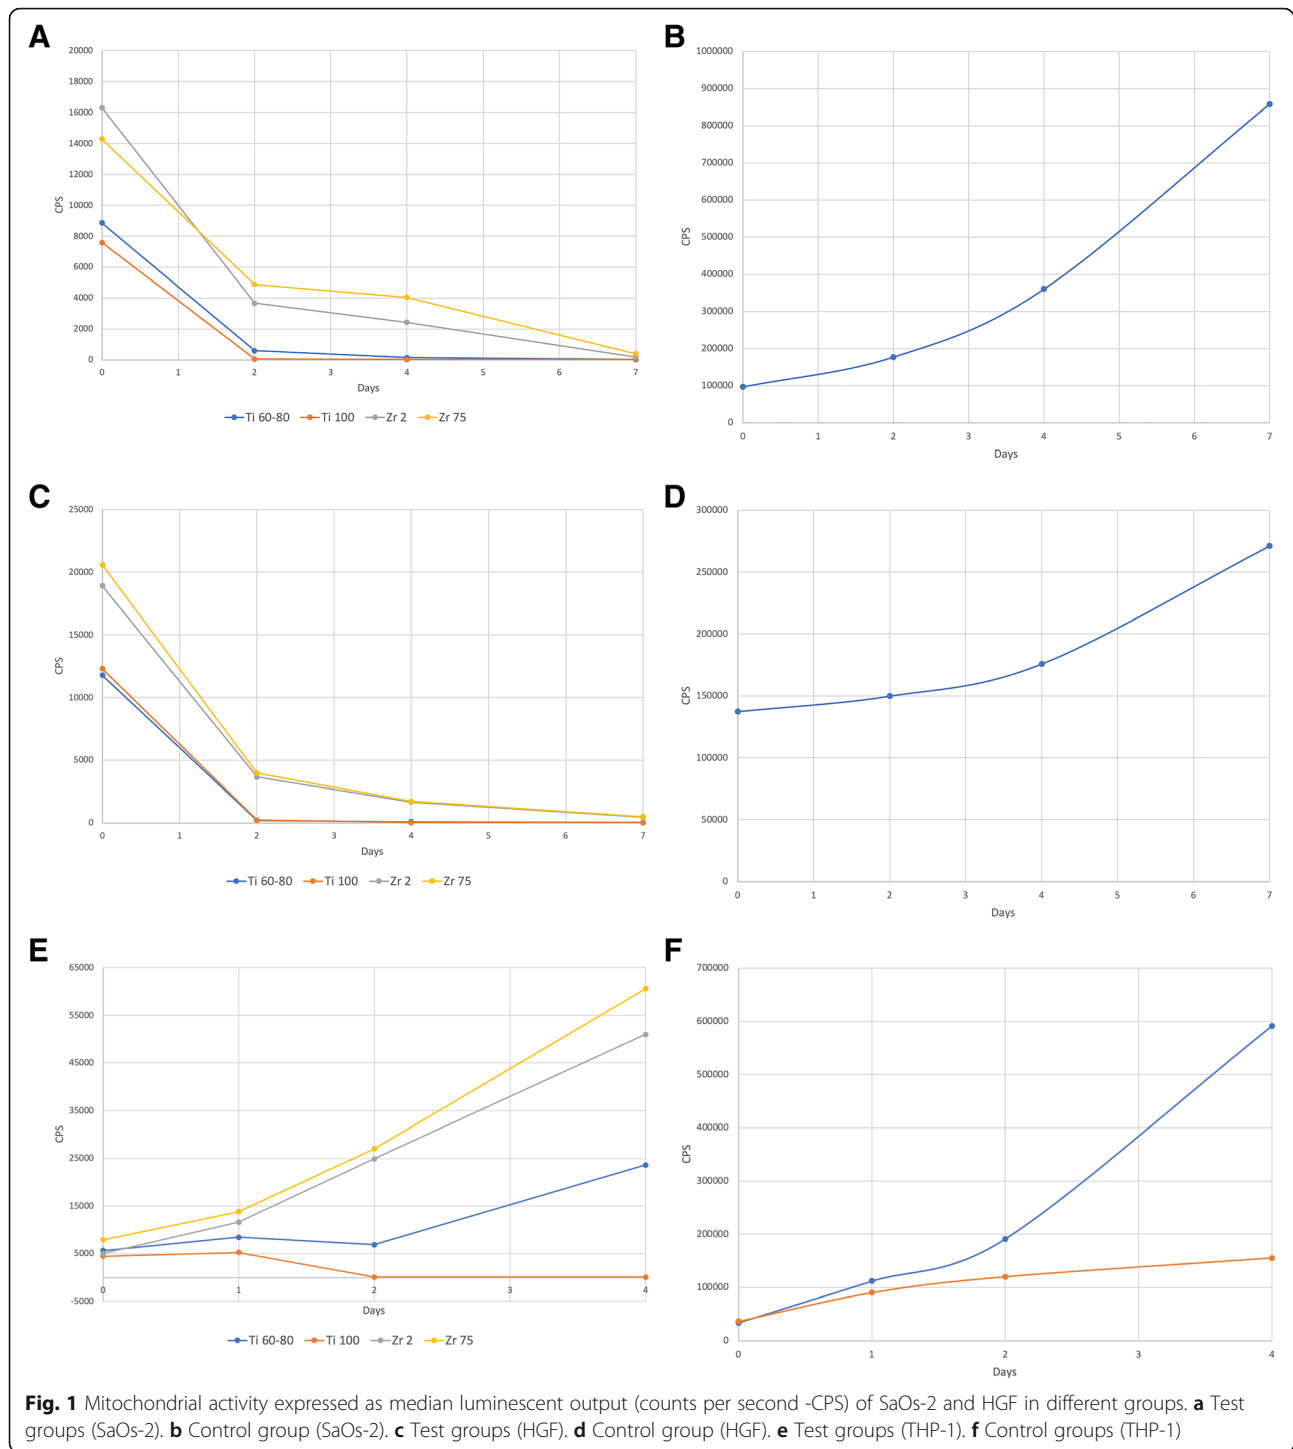 A
20000
18000
16000
14000
12000
10000
8000
6000
4000
2000
0
CPS
0 1 2 3 4 5 6 7
Days
Ti 60-80 Ti 100 Zr 2 Zr 75
B
1000000
900000
800000
700000
600000
500000
400000
300000
200000
100000
0
CPS
0 1 2 3 4 5 6 7
Days
C
25000
20000
15000
10000
5000
0
CPS
0 1 2 3 4 5 6 7
Days
Ti 60-80 Ti 100 Zr 2 Zr 75
D
300000
250000
200000
150000
100000
50000
0
CPS
0 1 2 3 4 5 6 7
Days
E
65000
55000
45000
35000
25000
15000
5000
-5000
CPS
0 1 2 3 4
Days
Ti 60-80 Ti 100 Zr 2 Zr 75
F
700000
600000
500000
400000
300000
200000
100000
0
CPS
0 1 2 3 4
Days
Fig. 1 Mitochondrial activity expressed as median luminescent output (counts per second -CPS) of SaOs-2 and HGF in different groups. a Test
groups (SaOs-2). b Control group (SaOs-2). c Test groups (HGF). d Control group (HGF). e Test groups (THP-1). f Control groups (THP-1)